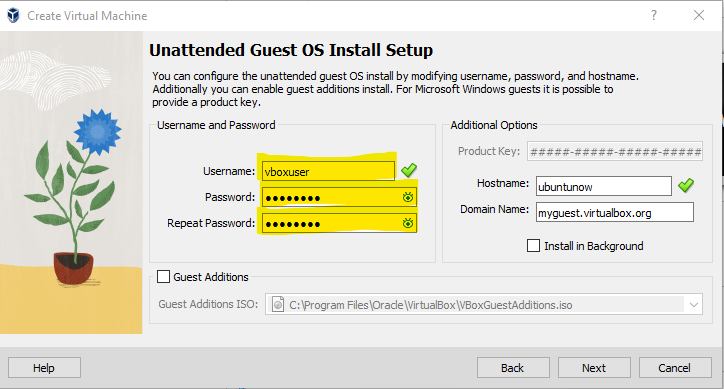 Create Virtual Machine
Unattended Guest OS Install Setup
You can configure the unattended guest OS install by modifying username, password, and hostname.
Additionally you can enable guest additions install. For Microsoft Windows guests it is possible to
provide a product key.
Username and Password
Username: vboxuser
Password: ●●●●●●●●
Repeat Password: ●●●●●●●●
Additional Options
Product Key: #####-#####-#####-#####
Hostname: ubuntunow
Domain Name: myguest.virtualbox.org
Install in Background
Guest Additions
Guest Additions ISO: C:\Program Files\Oracle\VirtualBox\VBoxGuestAdditions.iso
Help
Back
Next
Cancel